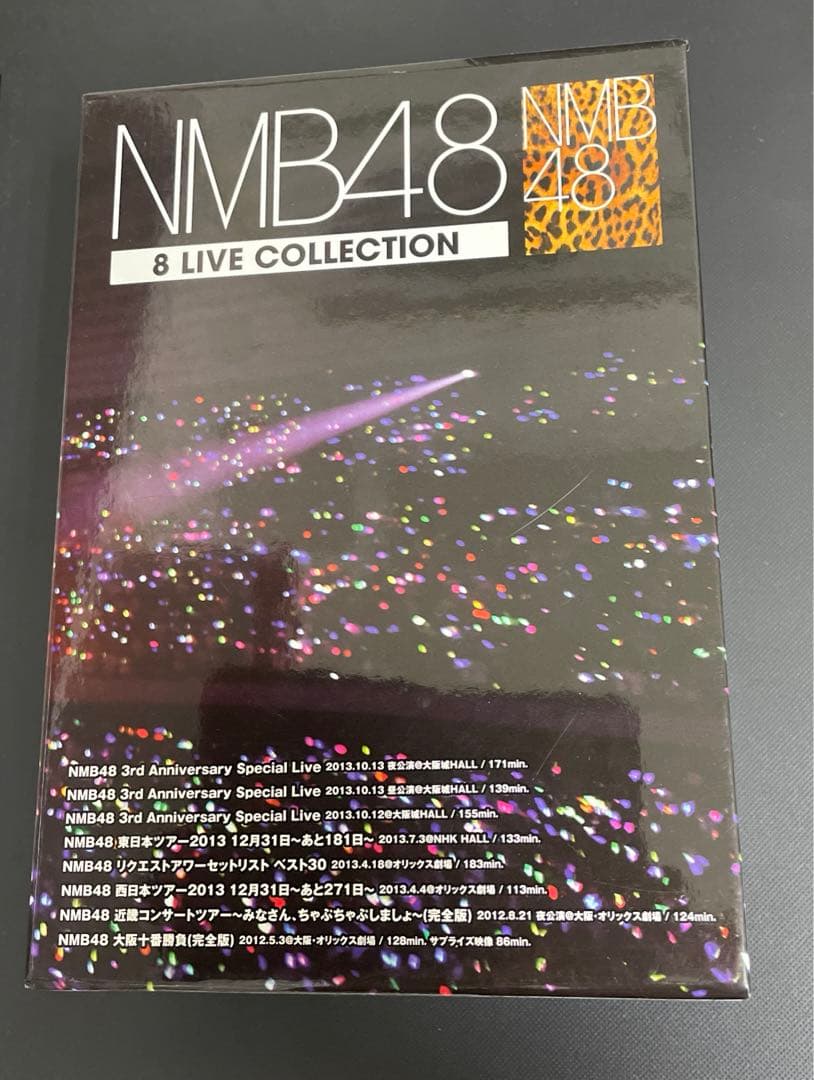 NMB48
NMB
48
8 LIVE COLLECTION
NMB48 3rd Anniversary Special Live 2013.10.13 夜公演@大阪城HALL / 171min.
NMB48 3rd Anniversary Special Live 2013.10.13 昼公演@大阪城HALL / 139min.
NMB48 3rd Anniversary Special Live 2013.10.12@大阪城HALL / 155min.
NMB48 東日本ツアー2013 12月31日〜あと181日〜 2013.7.3@NHK HALL / 133min.
NMB48 リクエストアワーセットリスト ベスト30 2013.4.18@オリックス劇場 / 183min.
NMB48 西日本ツアー2013 12月31日〜あと271日〜 2013.4.4@オリックス劇場 / 113min.
NMB48 近畿コンサートツアー〜みなさん、ちゃぷちゃぷしましょ〜(完全版) 2012.8.21 夜公演@大阪・オリックス劇場 / 124min.
NMB48 大阪十番勝負(完全版) 2012.5.3@大阪・オリックス劇場 / 128min. サプライズ映像 86min.